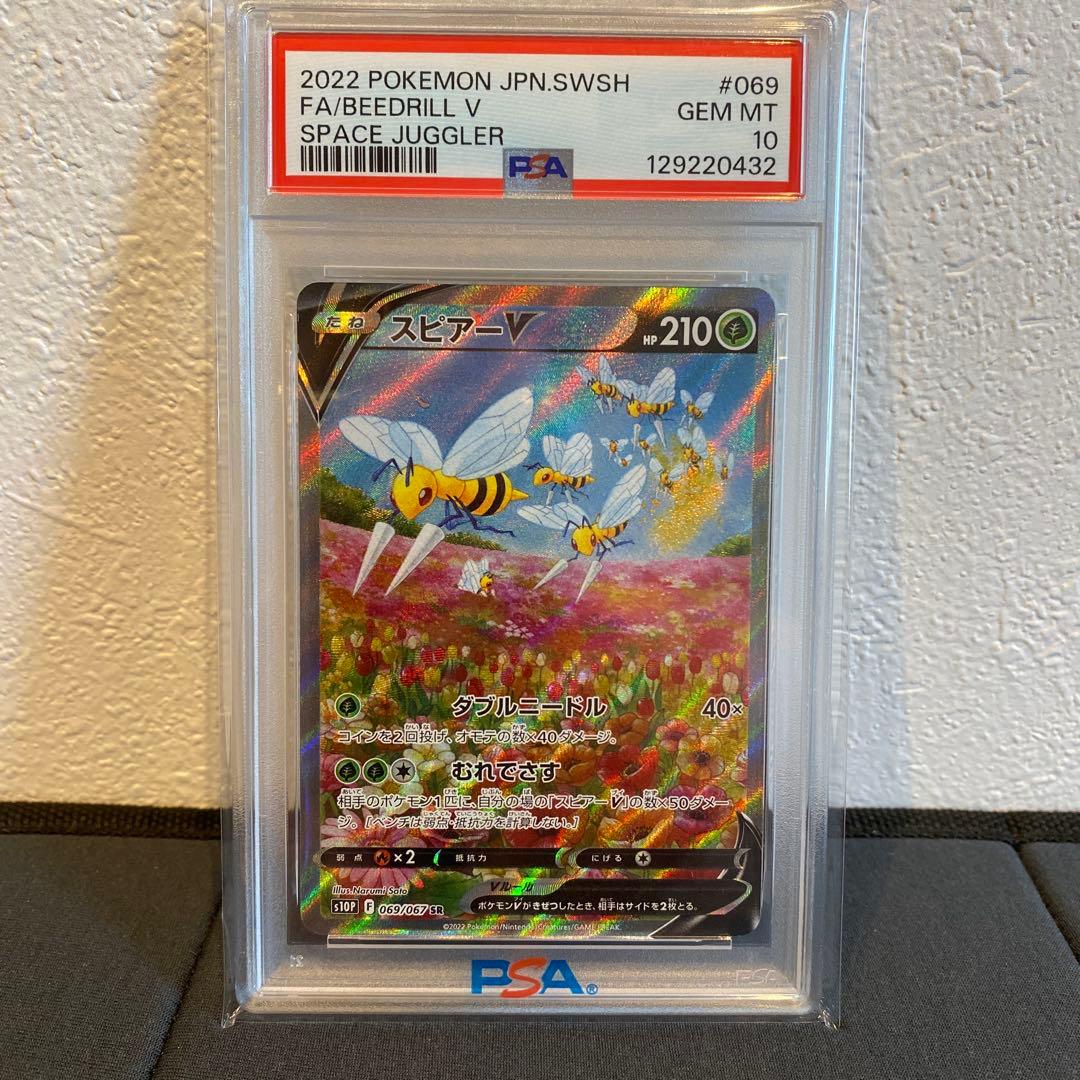 2022 POKEMON JPN.SWSH #069
FA/BEEDRILL V GEM MT
SPACE JUGGLER 10
PSA 129220432
たね スピアーV HP 210
ダブルニードル 40×
コインを2回投げ、オモテの数×40ダメージ。
むれでさす
相手のポケモン1匹に、自分の場の「スピアーV」の数×50ダメー
ジ。[ベンチは弱点・抵抗力を計算しない。]
弱点 ×2 抵抗力 にげる
Illus. Narumi Sato
Vルール
s10P F 069/067 SR ポケモンVがきぜつしたとき、相手はサイドを2枚とる。
©2022 Pokémon/Nintendo/Creatures/GAME FREAK.
PSA®
PSA